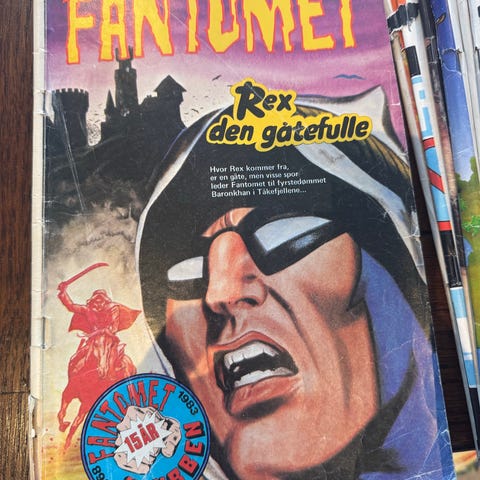 FANTOMET
Rex
den gåtefulle
Hvor Rex kommer fra,
er en gåte, men visse spor
leder Fantomet til fyrstedømmet
Baronkhan i Tåkefjellene...
FANTOMET
1983
15 ÅR